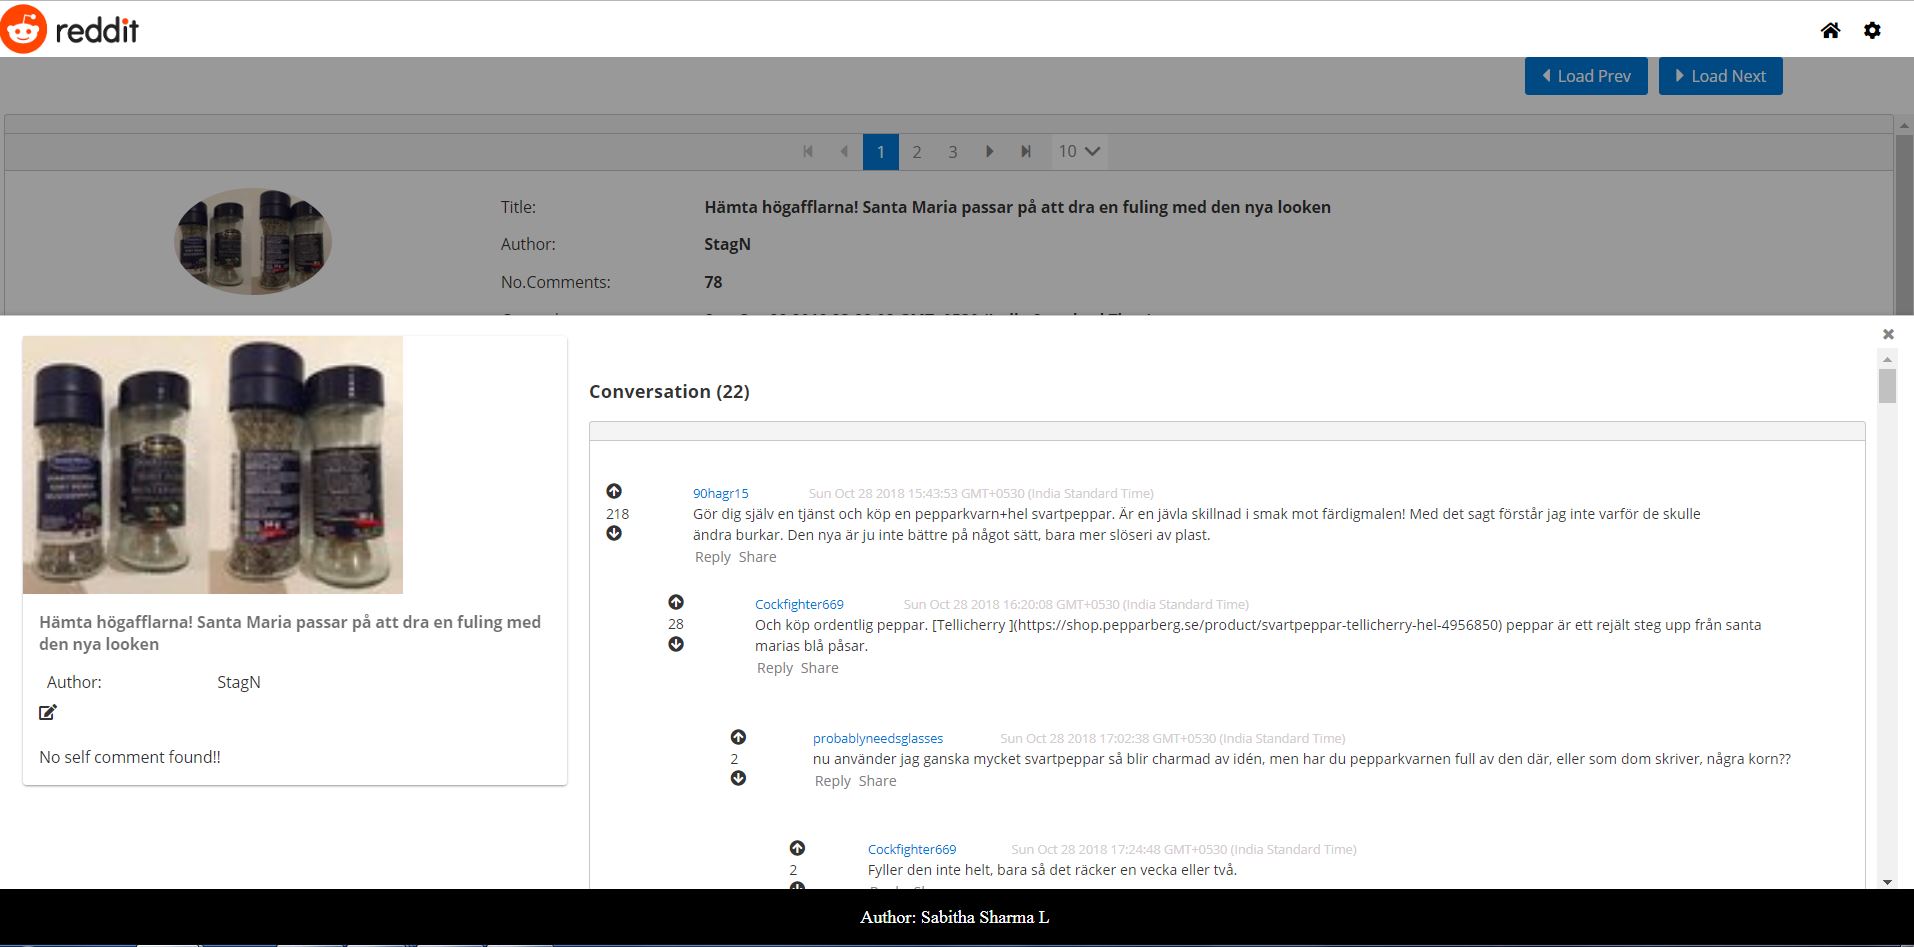 reddit
Load Prev
Load Next
1 2 3 10
Title: Hämta högafflarna! Santa Maria passar på att dra en fuling med den nya looken
Author: StagN
No.Comments: 78
Conversation (22)
90hagr15 Sun Oct 28 2018 15:43:53 GMT+0530 (India Standard Time)
218
Gör dig själv en tjänst och köp en pepparkvarn+hel svartpeppar. Är en jävla skillnad i smak mot färdigmalen! Med det sagt förstår jag inte varför de skulle
ändra burkar. Den nya är ju inte bättre på något sätt, bara mer slöseri av plast.
Reply Share
Cockfighter669 Sun Oct 28 2018 16:20:08 GMT+0530 (India Standard Time)
28
Och köp ordentlig peppar. [Tellicherry ](https://shop.pepparberg.se/product/svartpeppar-tellicherry-hel-4956850) peppar är ett rejält steg upp från santa
marias blå påsar.
Reply Share
probablyneedsglasses Sun Oct 28 2018 17:02:38 GMT+0530 (India Standard Time)
2
nu använder jag ganska mycket svartpeppar så blir charmad av idén, men har du pepparkvarnen full av den där, eller som dom skriver, några korn??
Reply Share
Cockfighter669 Sun Oct 28 2018 17:24:48 GMT+0530 (India Standard Time)
2
Fyller den inte helt, bara så det räcker en vecka eller två.
Hämta högafflarna! Santa Maria passar på att dra en fuling med
den nya looken
Author: StagN
No self comment found!!
Author: Sabitha Sharma L